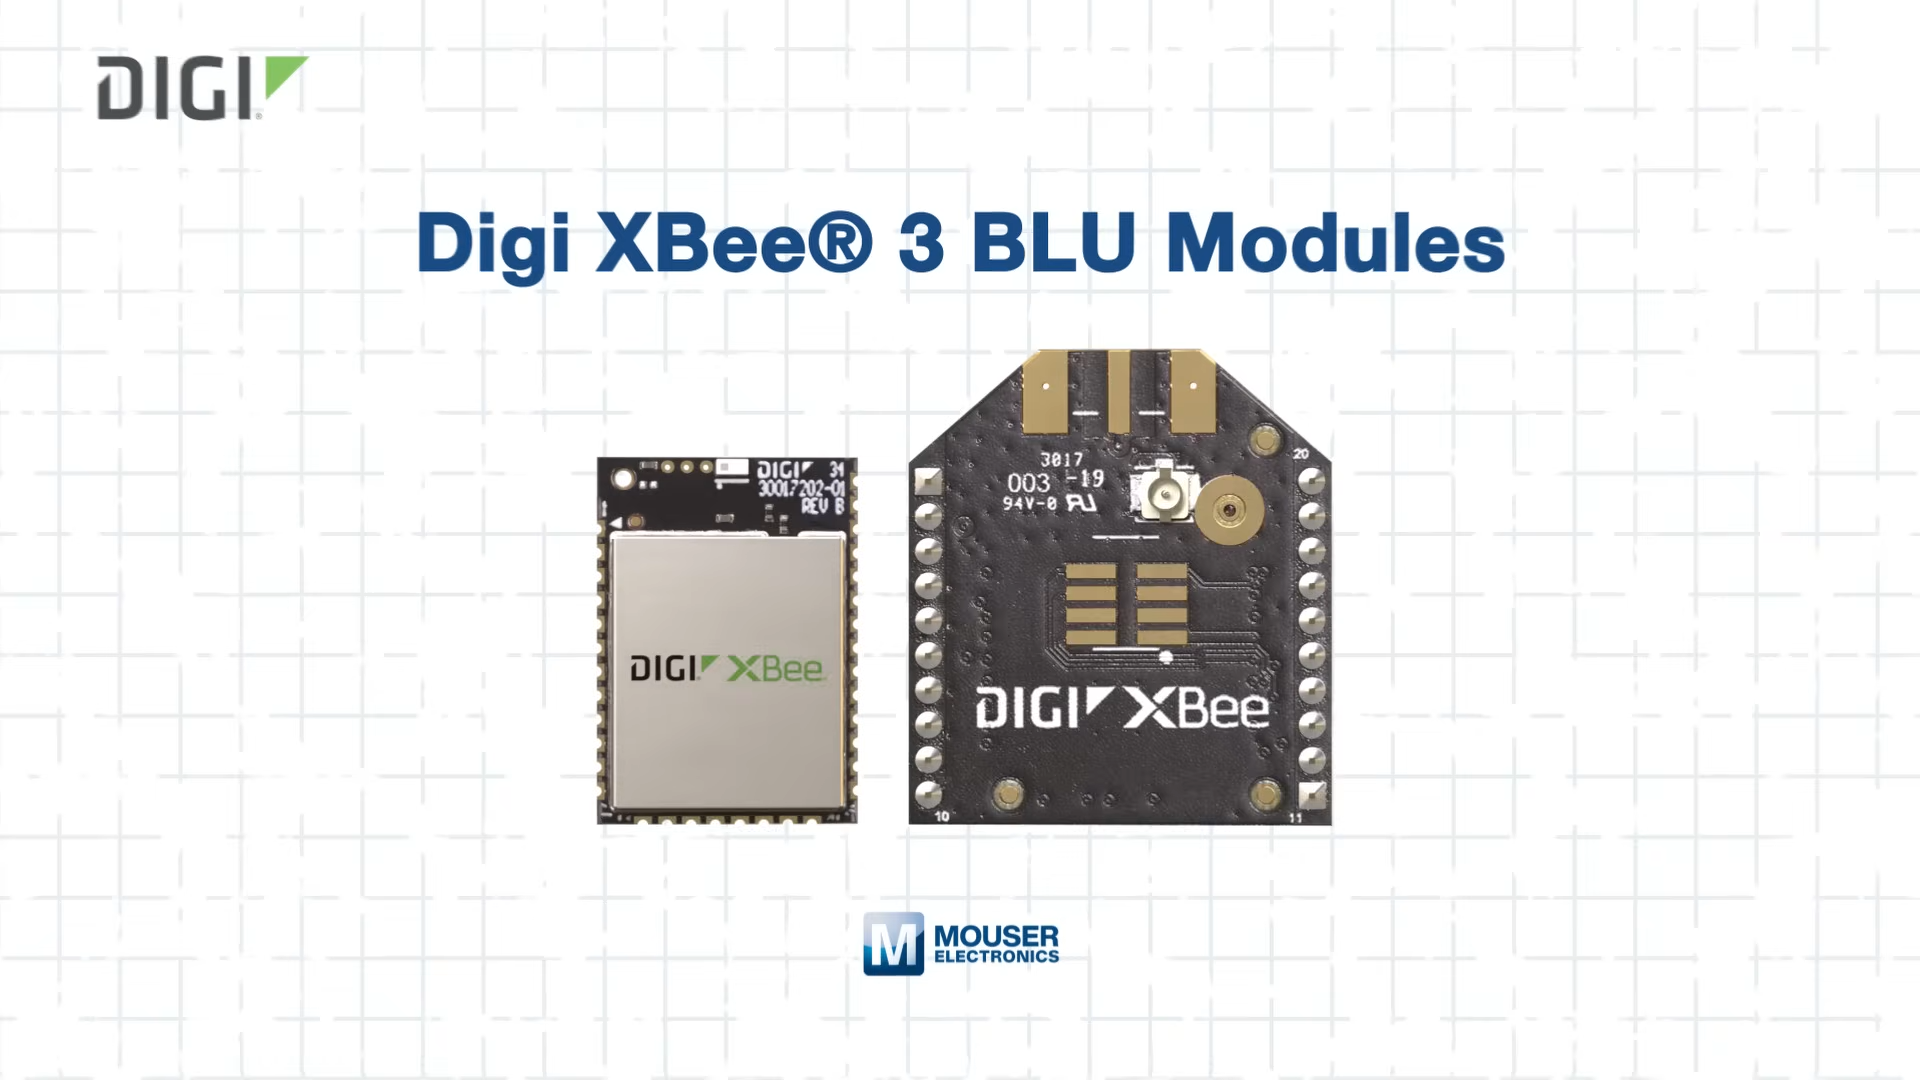 DIGI
Digi XBee® 3 BLU Modules
DIGI 34
30017202-01
REV B
DIGI XBee
20
3017
003 -19
94V-0
DIGI XBee
10
11
M MOUSER
ELECTRONICS